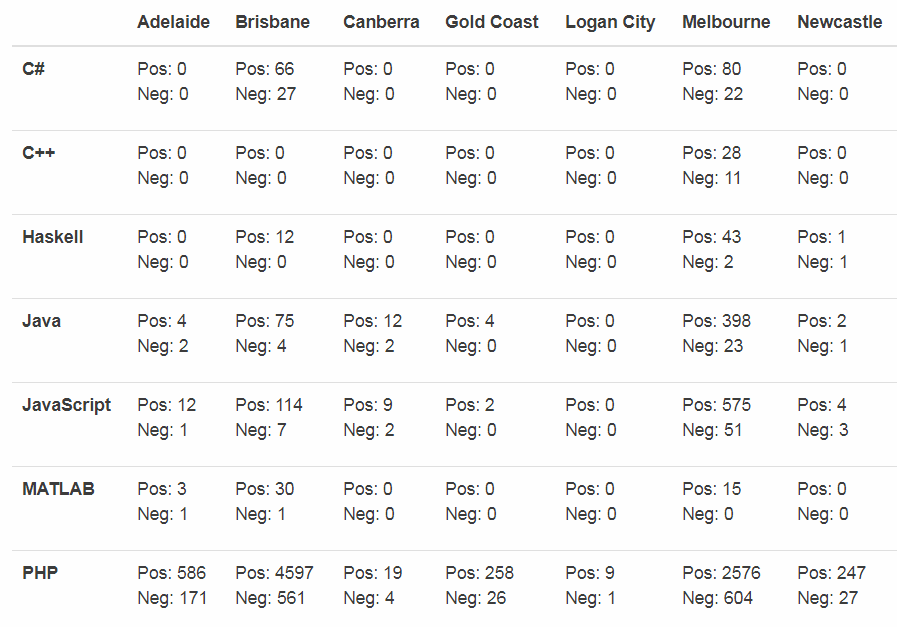 Adelaide Brisbane Canberra Gold Coast Logan City Melbourne Newcastle
C# Pos: 0 Pos: 66 Pos: 0 Pos: 0 Pos: 0 Pos: 80 Pos: 0
Neg: 0 Neg: 27 Neg: 0 Neg: 0 Neg: 0 Neg: 22 Neg: 0
C++ Pos: 0 Pos: 0 Pos: 0 Pos: 0 Pos: 0 Pos: 28 Pos: 0
Neg: 0 Neg: 0 Neg: 0 Neg: 0 Neg: 0 Neg: 11 Neg: 0
Haskell Pos: 0 Pos: 12 Pos: 0 Pos: 0 Pos: 0 Pos: 43 Pos: 1
Neg: 0 Neg: 0 Neg: 0 Neg: 0 Neg: 0 Neg: 2 Neg: 1
Java Pos: 4 Pos: 75 Pos: 12 Pos: 4 Pos: 0 Pos: 398 Pos: 2
Neg: 2 Neg: 4 Neg: 2 Neg: 0 Neg: 0 Neg: 23 Neg: 1
JavaScript Pos: 12 Pos: 114 Pos: 9 Pos: 2 Pos: 0 Pos: 575 Pos: 4
Neg: 1 Neg: 7 Neg: 2 Neg: 0 Neg: 0 Neg: 51 Neg: 3
MATLAB Pos: 3 Pos: 30 Pos: 0 Pos: 0 Pos: 0 Pos: 15 Pos: 0
Neg: 1 Neg: 1 Neg: 0 Neg: 0 Neg: 0 Neg: 0 Neg: 0
PHP Pos: 586 Pos: 4597 Pos: 19 Pos: 258 Pos: 9 Pos: 2576 Pos: 247
Neg: 171 Neg: 561 Neg: 4 Neg: 26 Neg: 1 Neg: 604 Neg: 27